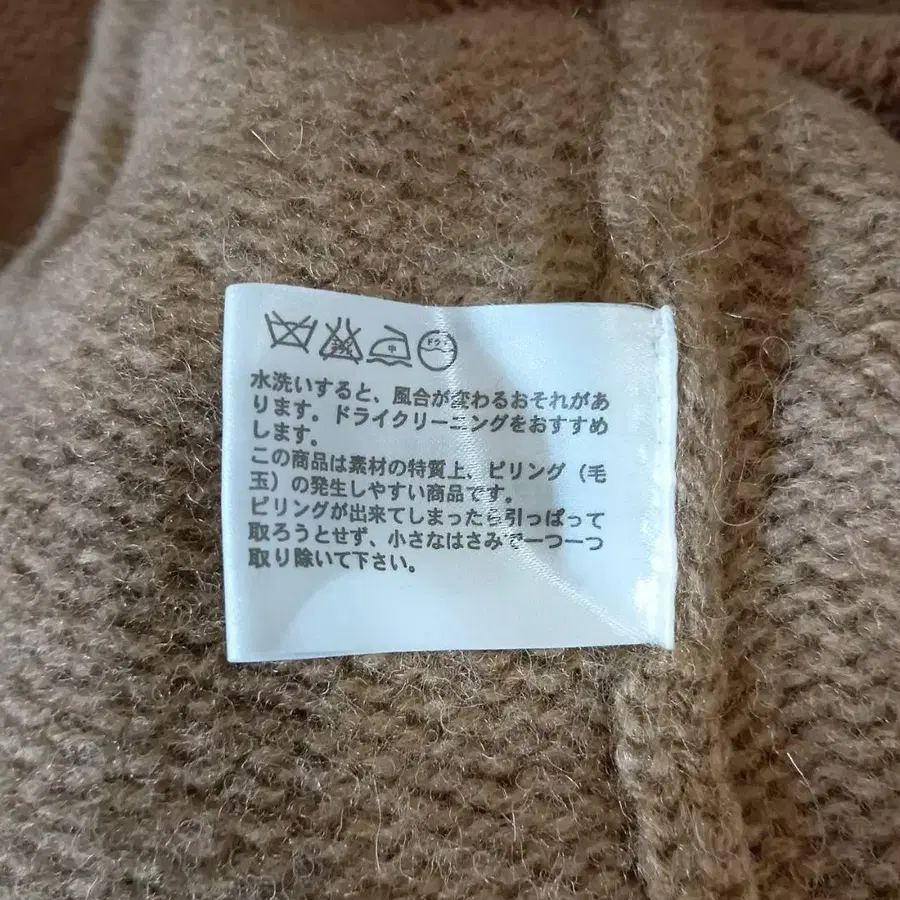 中 ドライ
水洗いすると、風合が変わるおそれがあ
ります。ドライクリーニングをおすすめ
します。
この商品は素材の特質上、ピリング（毛
玉）の発生しやすい商品です。
ピリングが出来てしまったら引っぱって
取ろうとせず、小さなはさみで一つ一つ
取り除いて下さい。